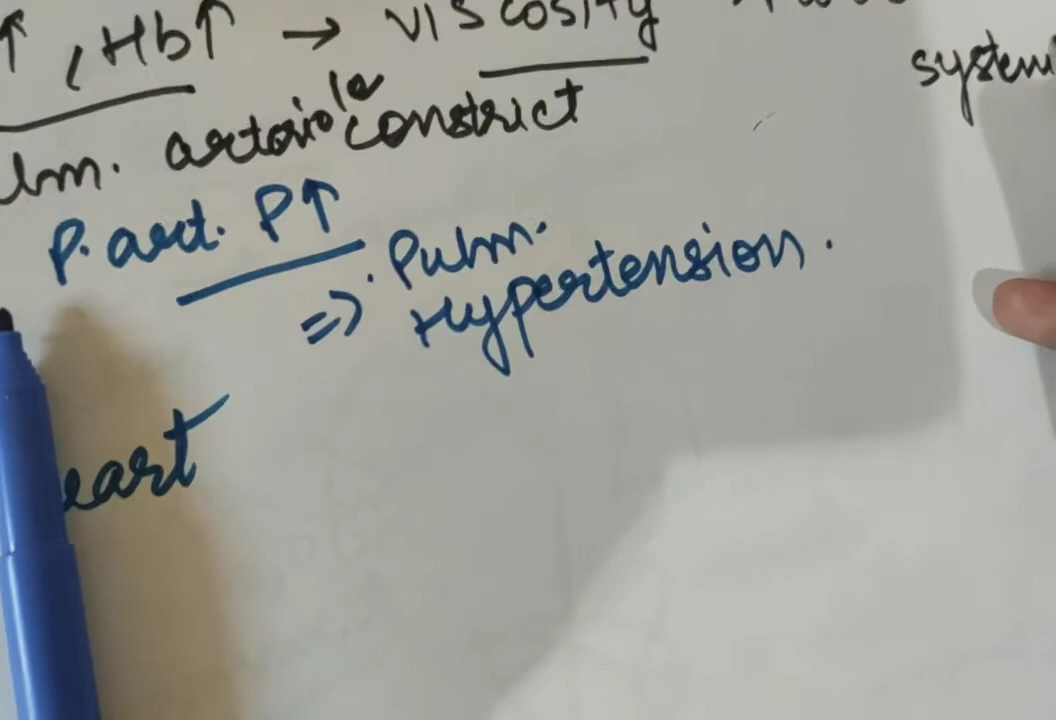 ↑, Hb↑ → VISCosity
system
lm. arteriole constrict
P. art. P↑
⇒ Pulm.
Hypertension.
eart